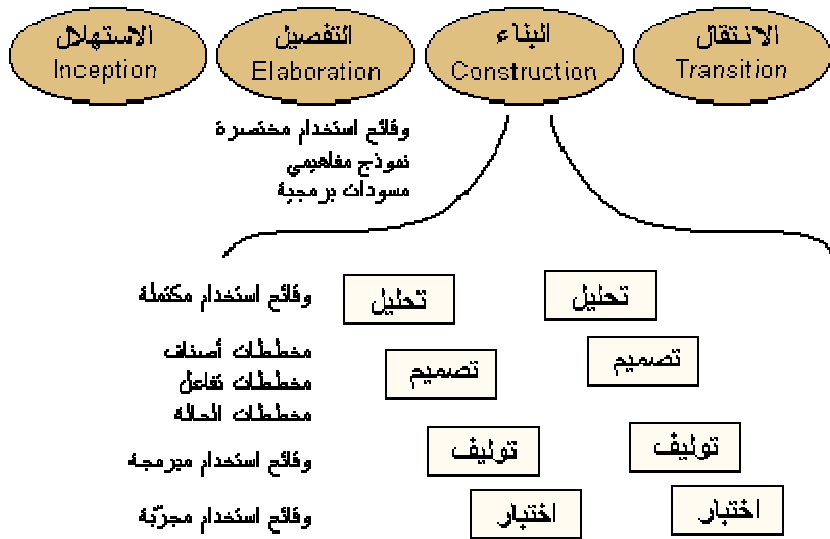 الاستهلال
Inception
التفصيل
Elaboration
البناء
Construction
الانتقال
Transition
وقائع استخدام مختصرة
نموذج مفاهيمي
مسودات برمجية
وقائع استخدام مكتملة
تحليل
تحليل
مخططات أصناف
مخططات تفاعل
مخططات الحالة
تصميم
تصميم
وقائع استخدام مبرمجة
توليف
توليف
وقائع استخدام مجرّبة
اختبار
اختبار